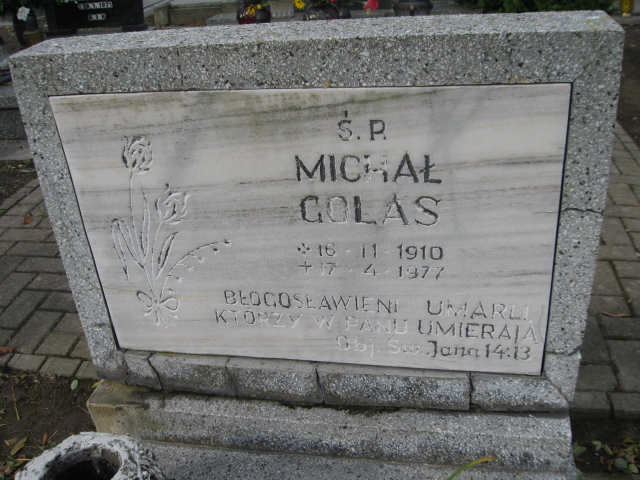 Ś.P.
MICHAŁ
GOLAS
* 16 - 11 - 1910
+ 17 - 4 - 1977
BŁOGOSŁAWIENI UMARLI
KTÓRZY W PANU UMIERAJĄ
Obj. Św. Jana 14:13